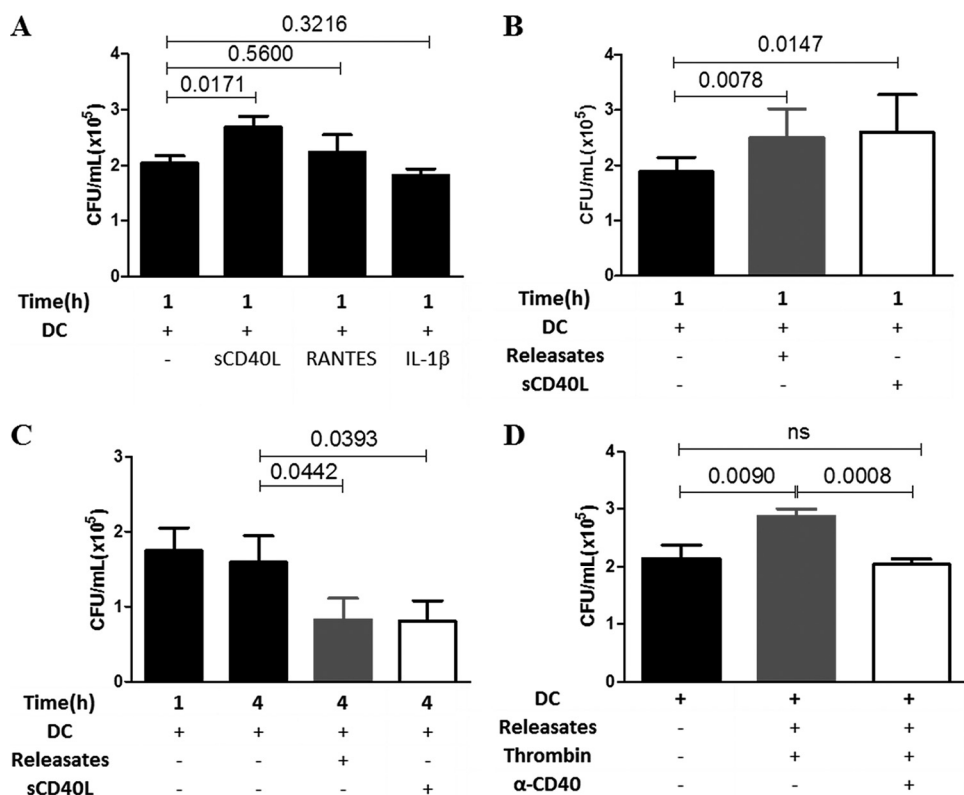 A
0.3216
0.5600
0.0171
CFU/mL(x10⁵)
4
3
2
1
0
Time(h) 1 1 1 1
DC + + + +
- sCD40L RANTES IL-1β
B
0.0147
0.0078
CFU/mL(x10⁵)
4
3
2
1
0
Time(h) 1 1 1
DC + + +
Releasates - + -
sCD40L - - +
C
0.0393
0.0442
CFU/mL(x10⁵)
3
2
1
0
Time(h) 1 4 4 4
DC + + + +
Releasates - - + -
sCD40L - - - +
D
ns
0.0090 0.0008
CFU/mL(x10⁵)
4
3
2
1
0
DC + + +
Releasates - + +
Thrombin - + +
α-CD40 - - +